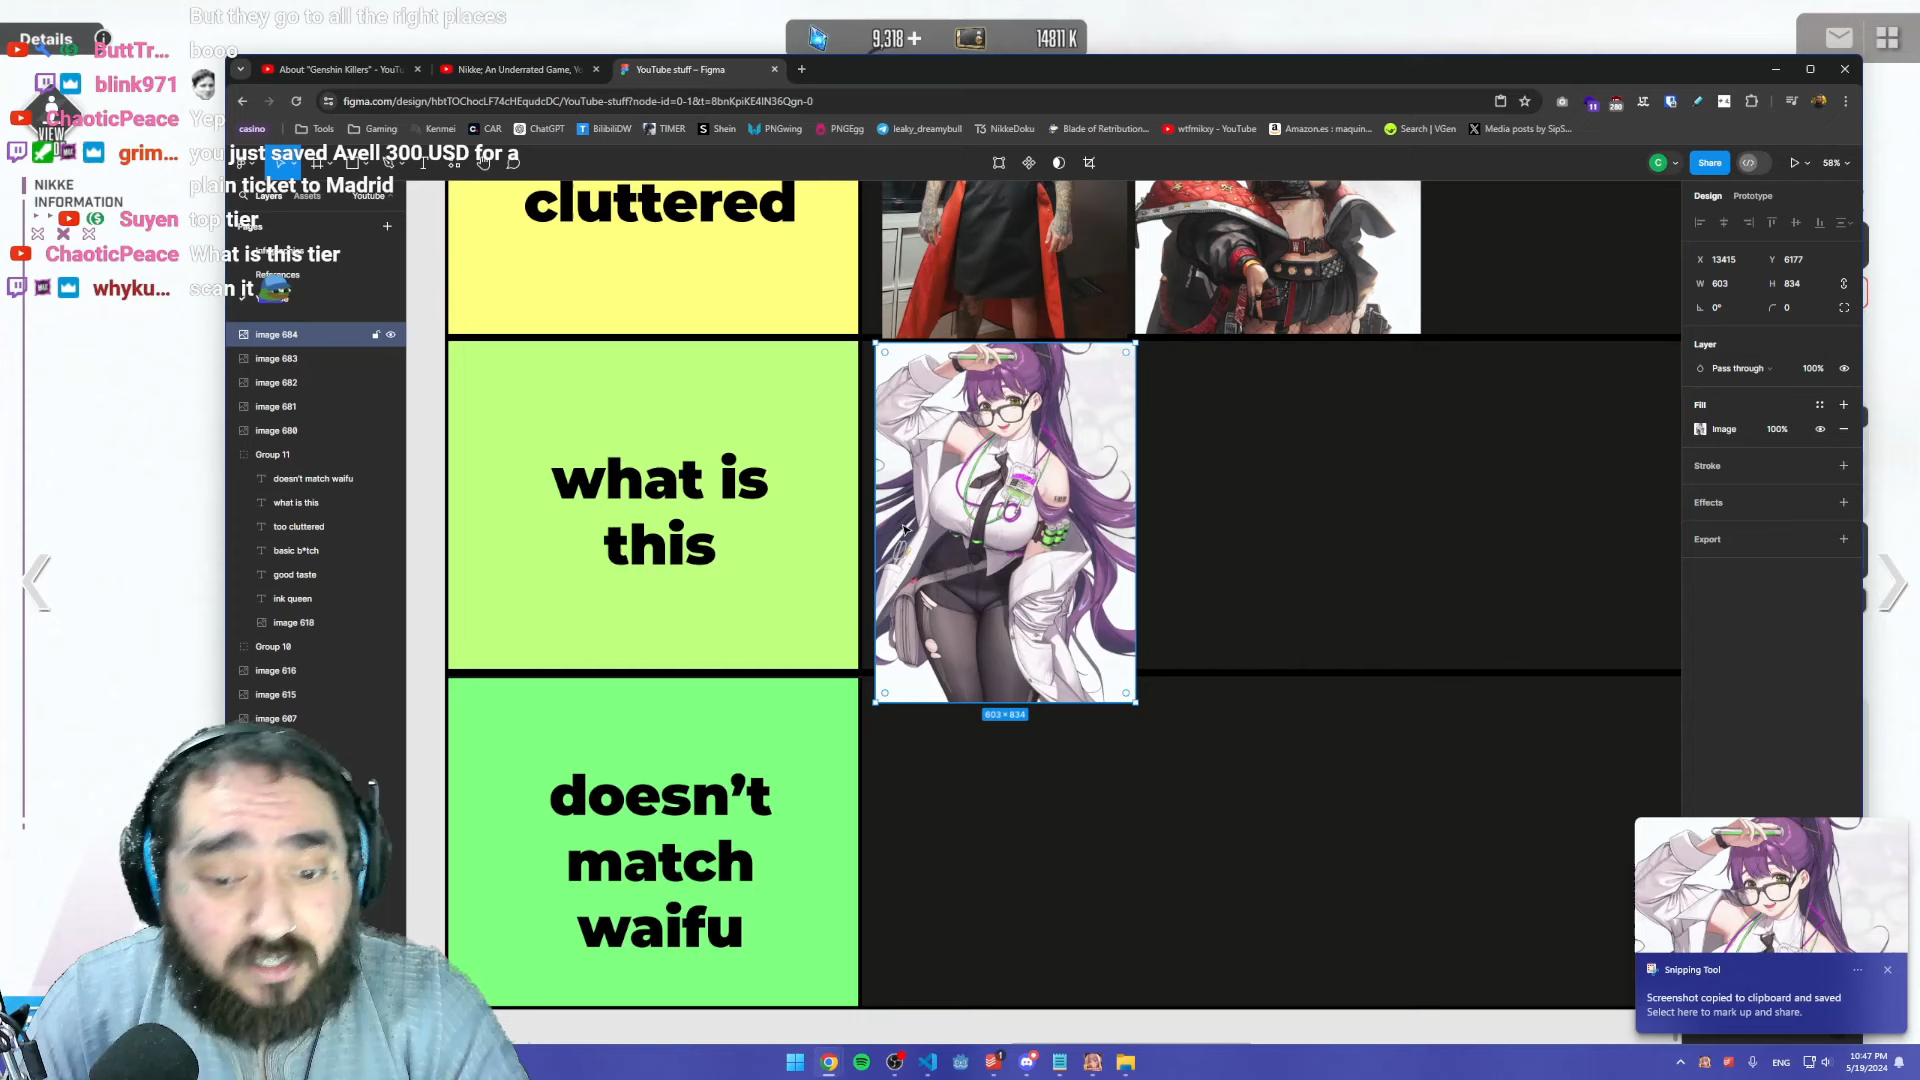 But they go to all the right places
Details
9,318
14811 K
ButtTr...
booo
blink971
ChaoticPeace
Yep
grim...
you just saved Avell 300 USD for a
plain ticket to Madrid
Suyen
top tier
ChaoticPeace
What is this tier
whyku...
scan it
VIEW
NIKKE
INFORMATION
About "Genshin Killers" - YouTu
Nikke; An Underrated Game, Yo
YouTube stuff – Figma
figma.com/design/hbtTOChocLF74cHEqudcDC/YouTube-stuff?node-id=0-1&t=8bnKpiKE4IN36Qgn-0
casino
Tools
Gaming
Kenmei
CAR
ChatGPT
BilibiliDW
TIMER
Shein
PNGwing
PNGEgg
leaky_dreamybull
NikkeDoku
Blade of Retribution...
wtfmikxy - YouTube
Amazon.es : maquin...
Search | VGen
Media posts by SipS...
C
Share
58%
Layers
Assets
Youtube
Pages
References
image 684
image 683
image 682
image 681
image 680
Group 11
doesn't match waifu
what is this
too cluttered
basic b*tch
good taste
ink queen
image 618
Group 10
image 616
image 615
image 607
cluttered
what is
this
doesn't
match
waifu
603 × 834
Design
Prototype
X 13415
Y 6177
W 603
H 834
0°
0
Layer
Pass through
100%
Fill
Image
100%
Stroke
Effects
Export
Snipping Tool
Screenshot copied to clipboard and saved
Select here to mark up and share.
ENG
10:47 PM
5/19/2024